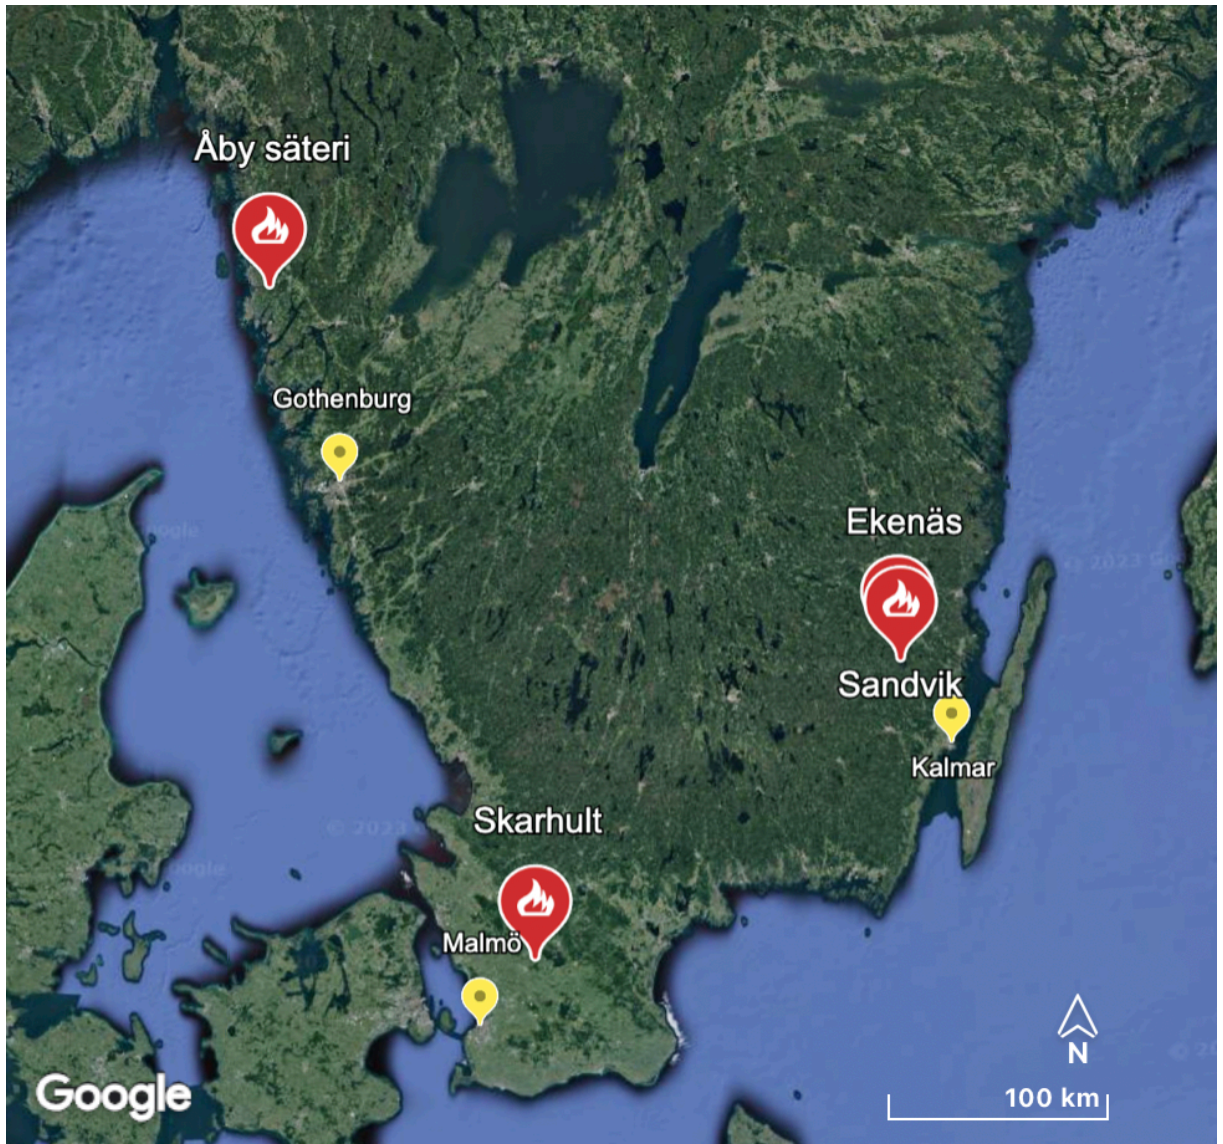 Åby säteri
Gothenburg
Ekenäs
Sandvik
Kalmar
Skarhult
Malmö
N
100 km
Google